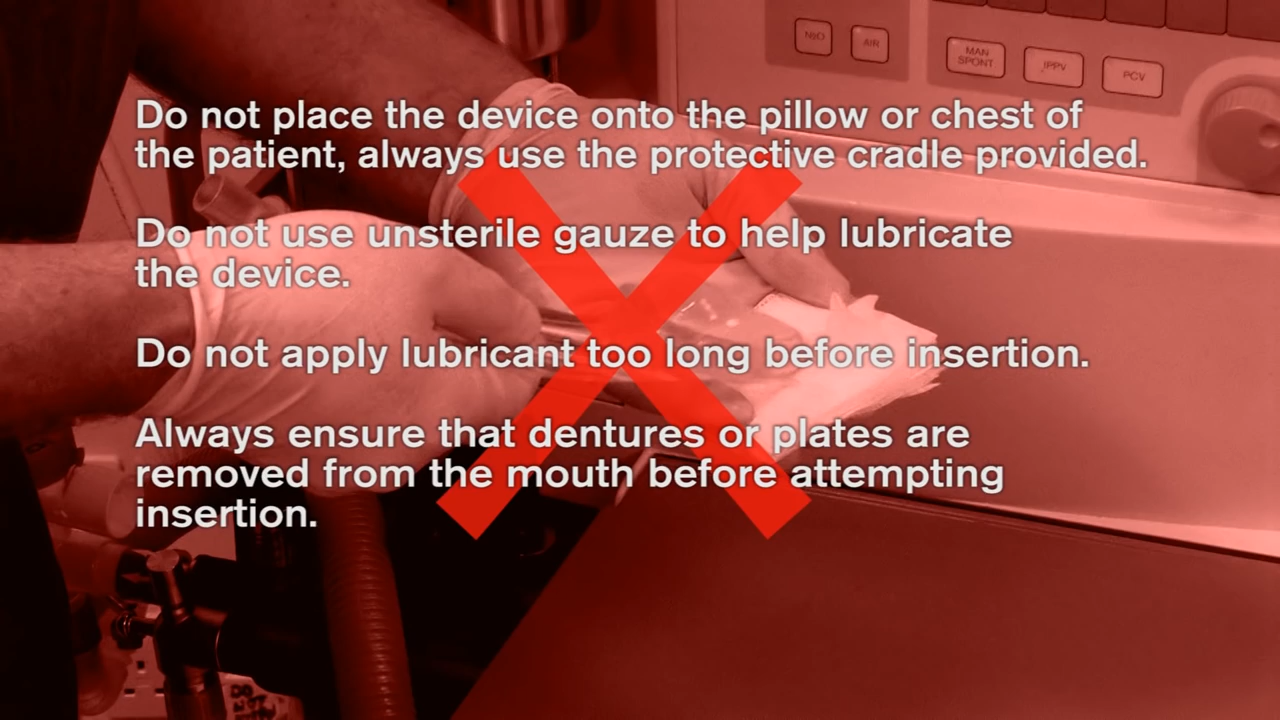 N₂O
AIR
MAN SPONT
IPPV
PCV
Do not place the device onto the pillow or chest of
the patient, always use the protective cradle provided.
Do not use unsterile gauze to help lubricate
the device.
Do not apply lubricant too long before insertion.
Always ensure that dentures or plates are
removed from the mouth before attempting
insertion.
DO
NOT